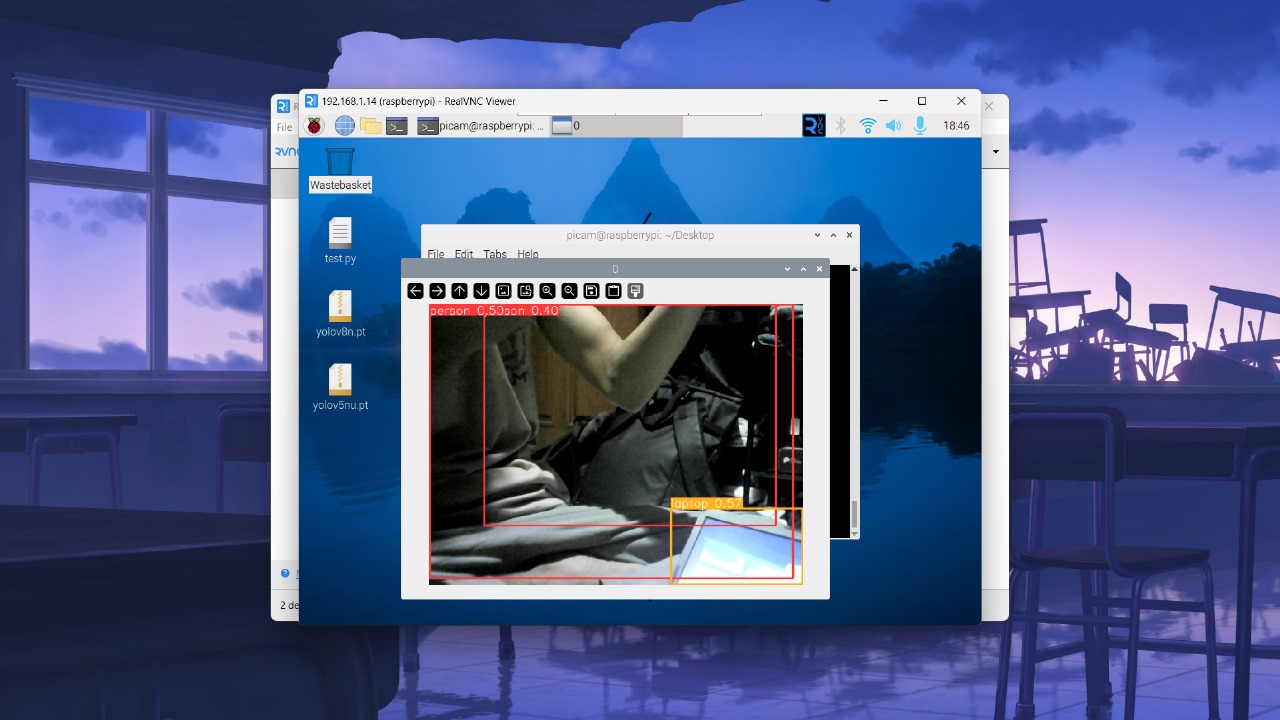 192.168.1.14 (raspberrypi) - RealVNC Viewer
File
picam@raspberrypi: ...
0
18:46
Wastebasket
test.py
yolov8n.pt
yolov5nu.pt
picam@raspberrypi: ~/Desktop
File Edit Tabs Help
person 0.50son 0.40
laptop 0.57
2 de